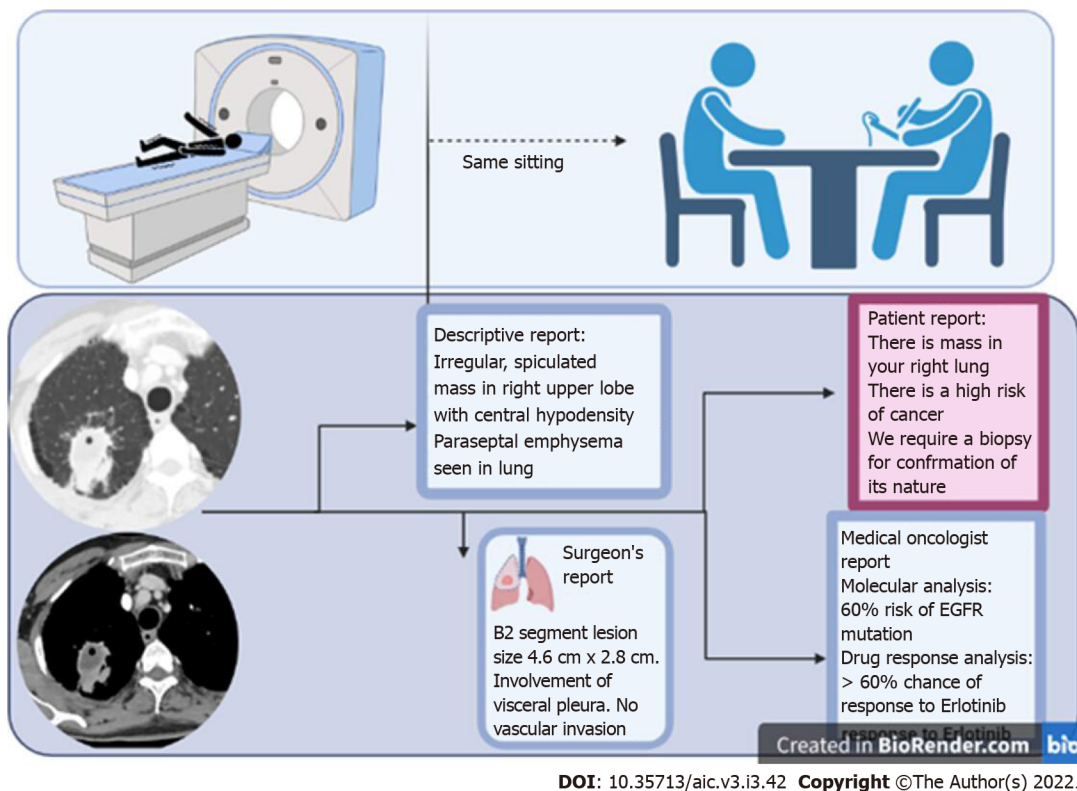 Same sitting
Descriptive report:
Irregular, spiculated
mass in right upper lobe
with central hypodensity
Paraseptal emphysema
seen in lung
Patient report:
There is mass in
your right lung
There is a high risk
of cancer
We require a biopsy
for confrmation of
its nature
Surgeon's
report
B2 segment lesion
size 4.6 cm x 2.8 cm.
Involvement of
visceral pleura. No
vascular invasion
Medical oncologist
report
Molecular analysis:
60% risk of EGFR
mutation
Drug response analysis:
> 60% chance of
response to Erlotinib
response to Erlotinib
Created in BioRender.com bio
DOI: 10.35713/aic.v3.i3.42 Copyright ©The Author(s) 2022.